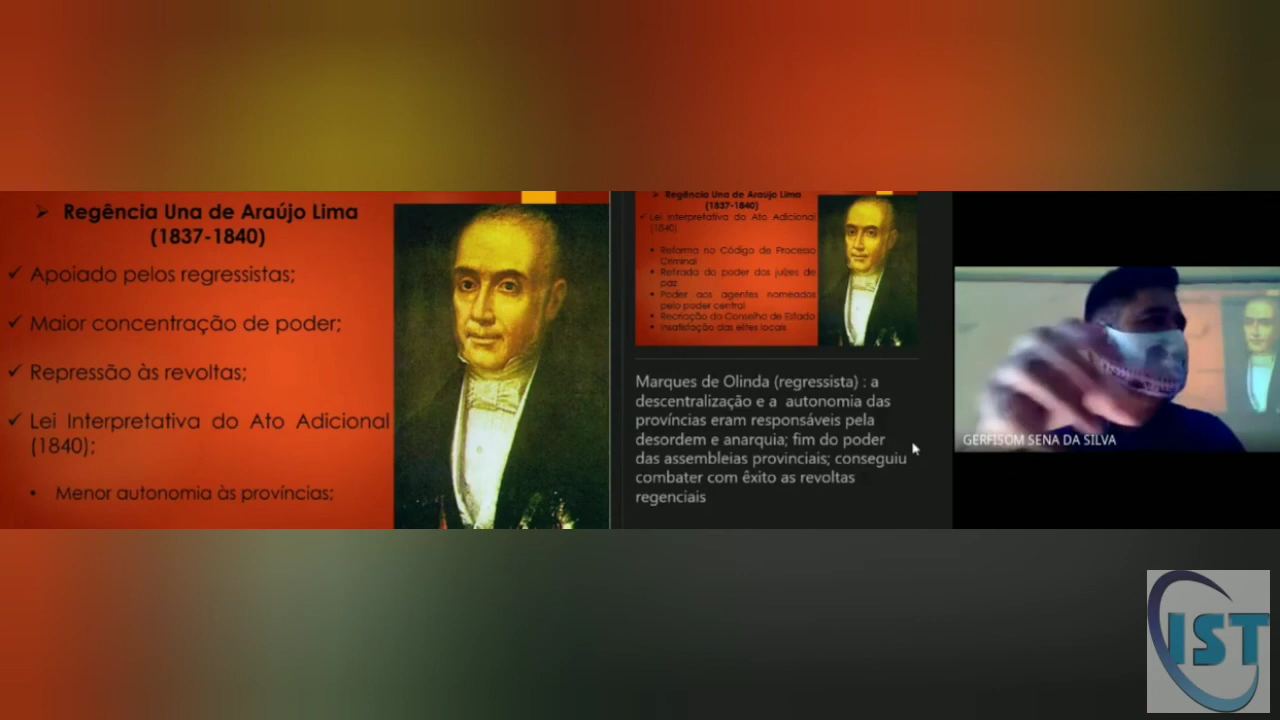 Regência Una de Araújo Lima
(1837-1840)
Apoiado pelos regressistas;
Maior concentração de poder;
Repressão às revoltas;
Lei Interpretativa do Ato Adicional
(1840);
Menor autonomia às províncias;
Regência Una de Araújo Lima
(1837-1840)
Lei Interpretativa do Ato Adicional
(1840)
Reforma no Código de Processo
Criminal
Retirada do poder dos juízes de
paz
Poder aos agentes nomeados
pelo poder central
Recriação do Conselho de Estado
Insatisfação das elites locais
Marques de Olinda (regressista) : a
descentralização e a autonomia das
províncias eram responsáveis pela
desordem e anarquia; fim do poder
das assembleias provinciais; conseguiu
combater com êxito as revoltas
regenciais
GERFISOM SENA DA SILVA
IST